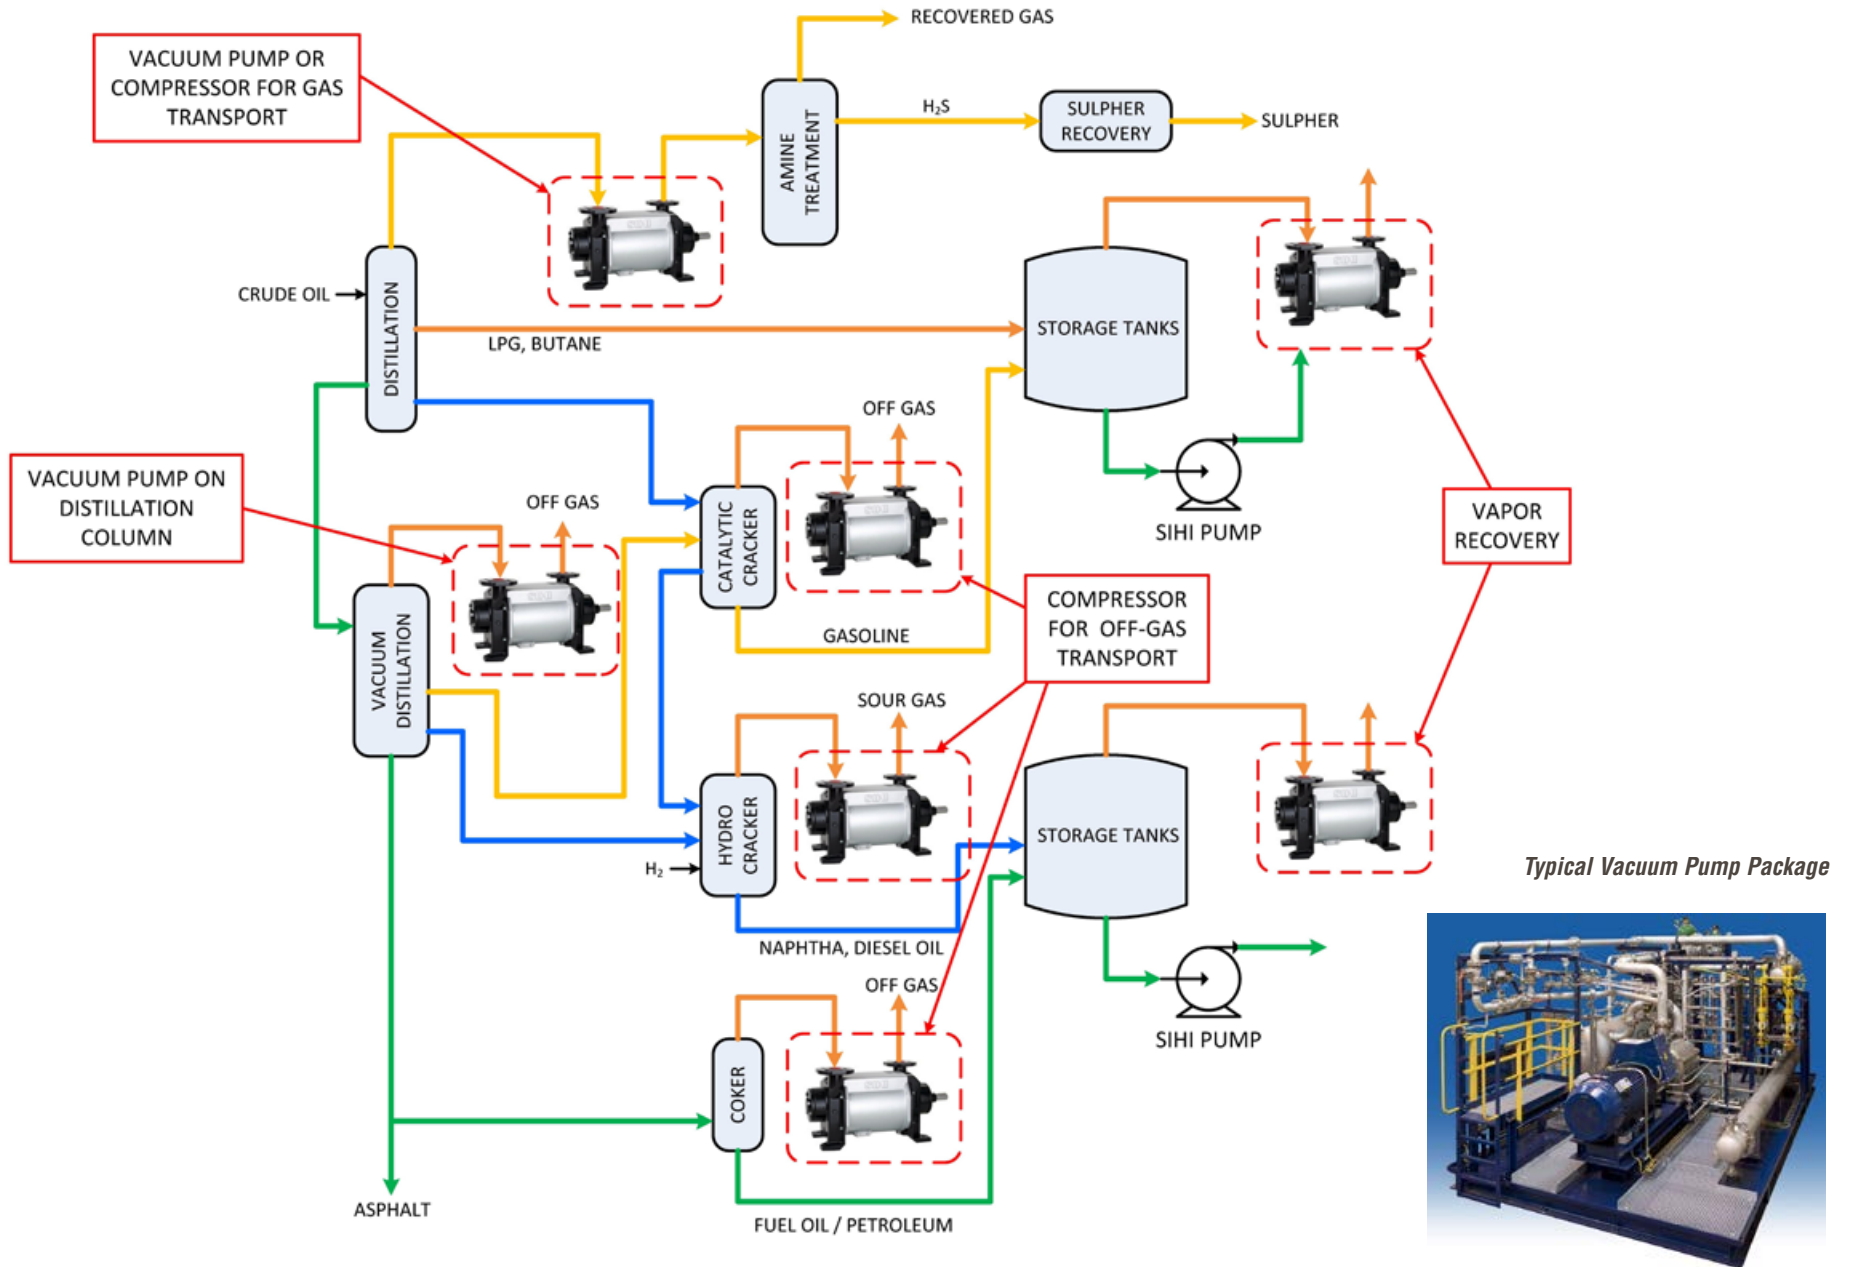 RECOVERED GAS
VACUUM PUMP OR
COMPRESSOR FOR GAS
TRANSPORT
AMINE
TREATMENT
H₂S
SULPHER
RECOVERY
SULPHER
CRUDE OIL
DISTILLATION
LPG, BUTANE
STORAGE TANKS
OFF GAS
VACUUM PUMP ON
DISTILLATION
COLUMN
OFF GAS
CATALYTIC
CRACKER
SIHI PUMP
VAPOR
RECOVERY
COMPRESSOR
FOR OFF-GAS
TRANSPORT
GASOLINE
VACUUM
DISTILLATION
SOUR GAS
HYDRO
CRACKER
H₂
STORAGE TANKS
NAPHTHA, DIESEL OIL
Typical Vacuum Pump Package
OFF GAS
SIHI PUMP
COKER
ASPHALT
FUEL OIL / PETROLEUM